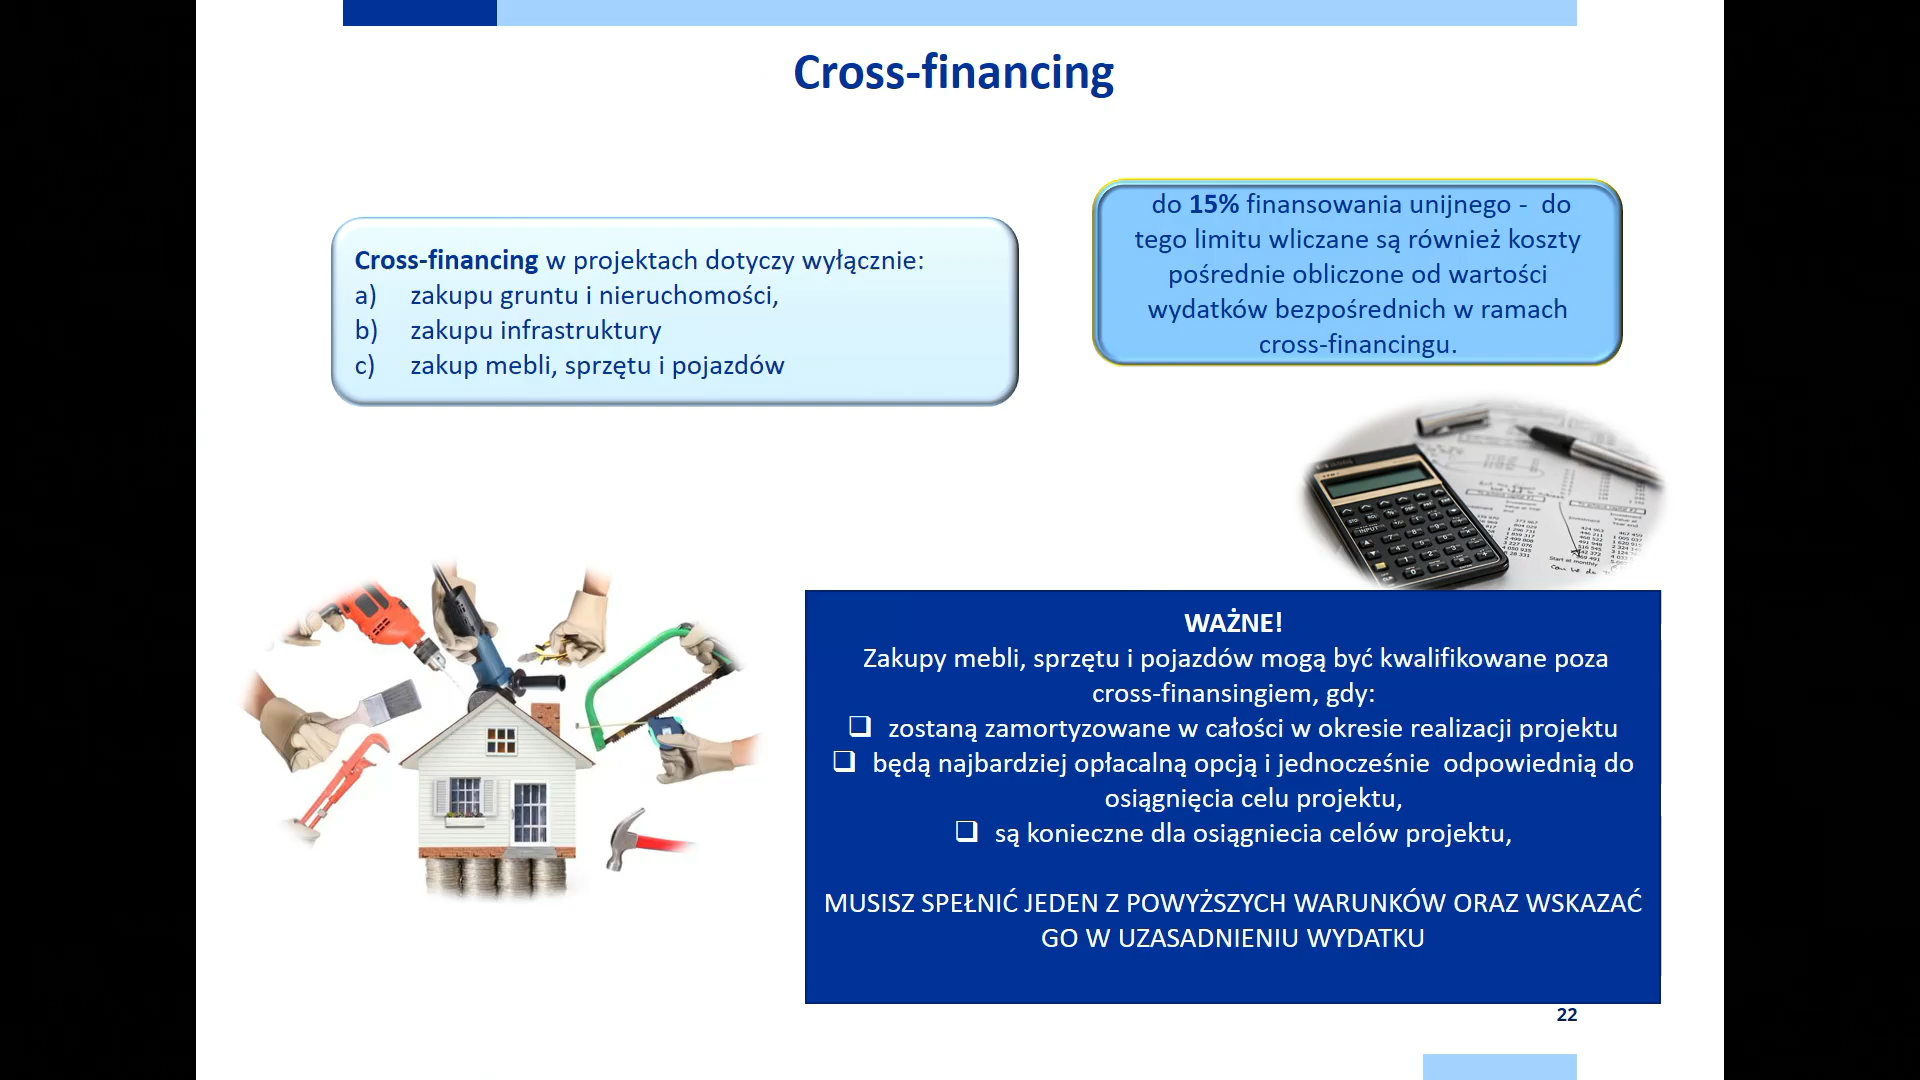 Cross-financing
Cross-financing w projektach dotyczy wyłącznie:
a) zakupu gruntu i nieruchomości,
b) zakupu infrastruktury
c) zakup mebli, sprzętu i pojazdów
do 15% finansowania unijnego - do
tego limitu wliczane są również koszty
pośrednie obliczone od wartości
wydatków bezpośrednich w ramach
cross-financingu.
WAŻNE!
Zakupy mebli, sprzętu i pojazdów mogą być kwalifikowane poza
cross-finansingiem, gdy:
❑ zostaną zamortyzowane w całości w okresie realizacji projektu
❑ będą najbardziej opłacalną opcją i jednocześnie odpowiednią do
osiągnięcia celu projektu,
❑ są konieczne dla osiągniecia celów projektu,
MUSISZ SPEŁNIĆ JEDEN Z POWYŻSZYCH WARUNKÓW ORAZ WSKAZAĆ
GO W UZASADNIENIU WYDATKU
22